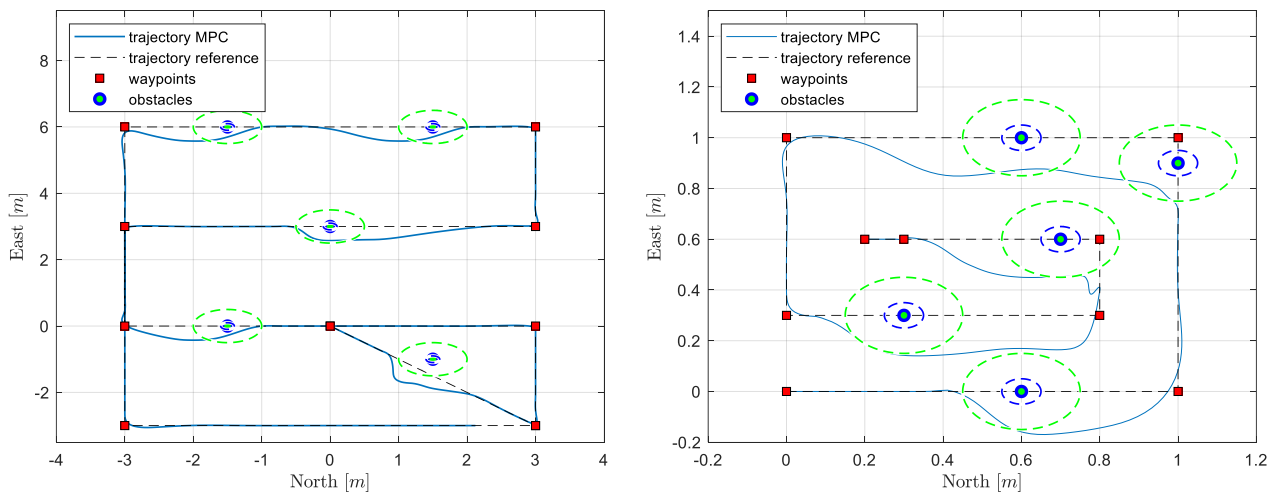 trajectory MPC
trajectory reference
waypoints
obstacles
8
6
4
2
0
-2
-4 -3 -2 -1 0 1 2 3 4
East [m]
North [m]
trajectory MPC
trajectory reference
waypoints
obstacles
1.4
1.2
1
0.8
0.6
0.4
0.2
0
-0.2
-0.2 0 0.2 0.4 0.6 0.8 1 1.2
East [m]
North [m]